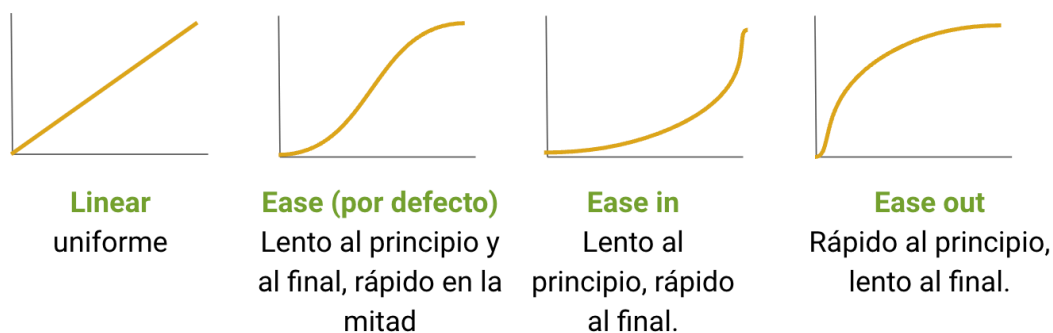 Linear
uniforme
Ease (por defecto)
Lento al principio y
al final, rápido en la
mitad
Ease in
Lento al
principio, rápido
al final.
Ease out
Rápido al principio,
lento al final.